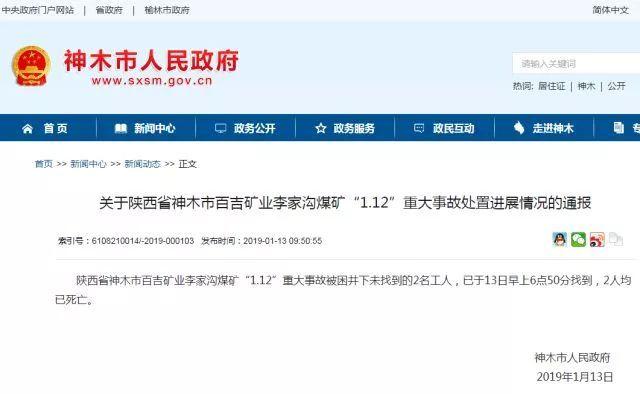 中央政府门户网站 | 省政府 | 榆林市政府 简体中文
神木市人民政府
www.sxsm.gov.cn
请输入关键词
热词: 居住证 | 神木 | 公开
首 页 新闻中心 政务公开 政务服务 政民互动 走进神木
首页 >> 新闻中心 >> 新闻动态 >> 正文
关于陕西省神木市百吉矿业李家沟煤矿“1.12”重大事故处置进展情况的通报
索引号: 6108210014/-2019-000103 发布时间: 2019-01-13 09:50:55
陕西省神木市百吉矿业李家沟煤矿“1.12”重大事故被困井下未找到的2名工人，已于13日早上6点50分找到，2人均
已死亡。
神木市人民政府
2019年1月13日